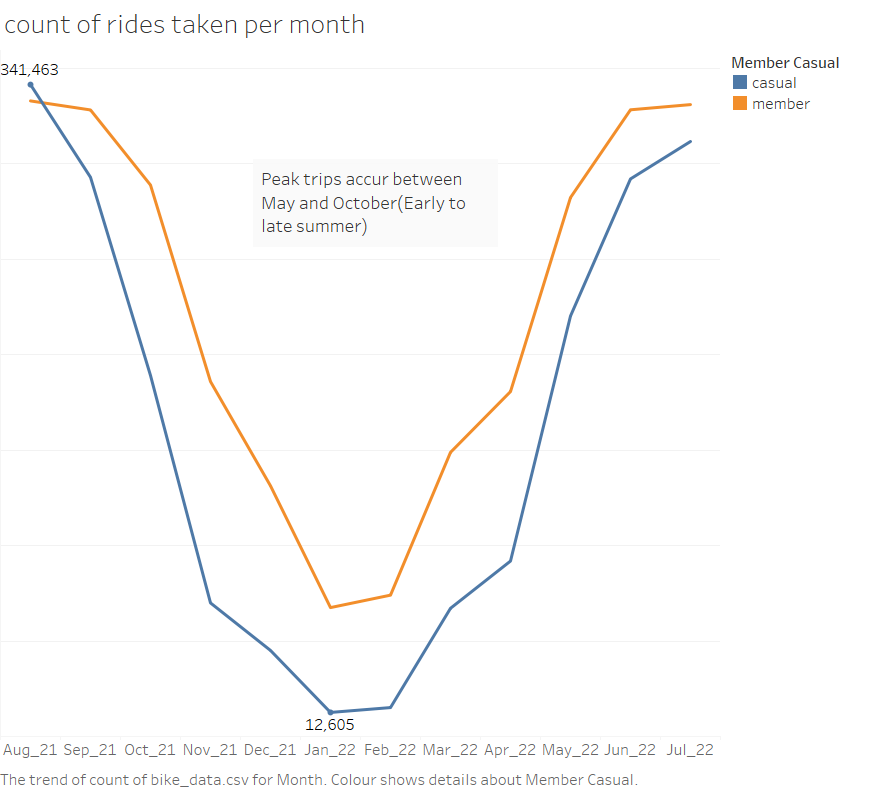 count of rides taken per month
341,463
Member Casual
casual
member
Peak trips accur between
May and October(Early to
late summer)
12,605
Aug_21 Sep_21 Oct_21 Nov_21 Dec_21 Jan_22 Feb_22 Mar_22 Apr_22 May_22 Jun_22 Jul_22
The trend of count of bike_data.csv for Month. Colour shows details about Member Casual.